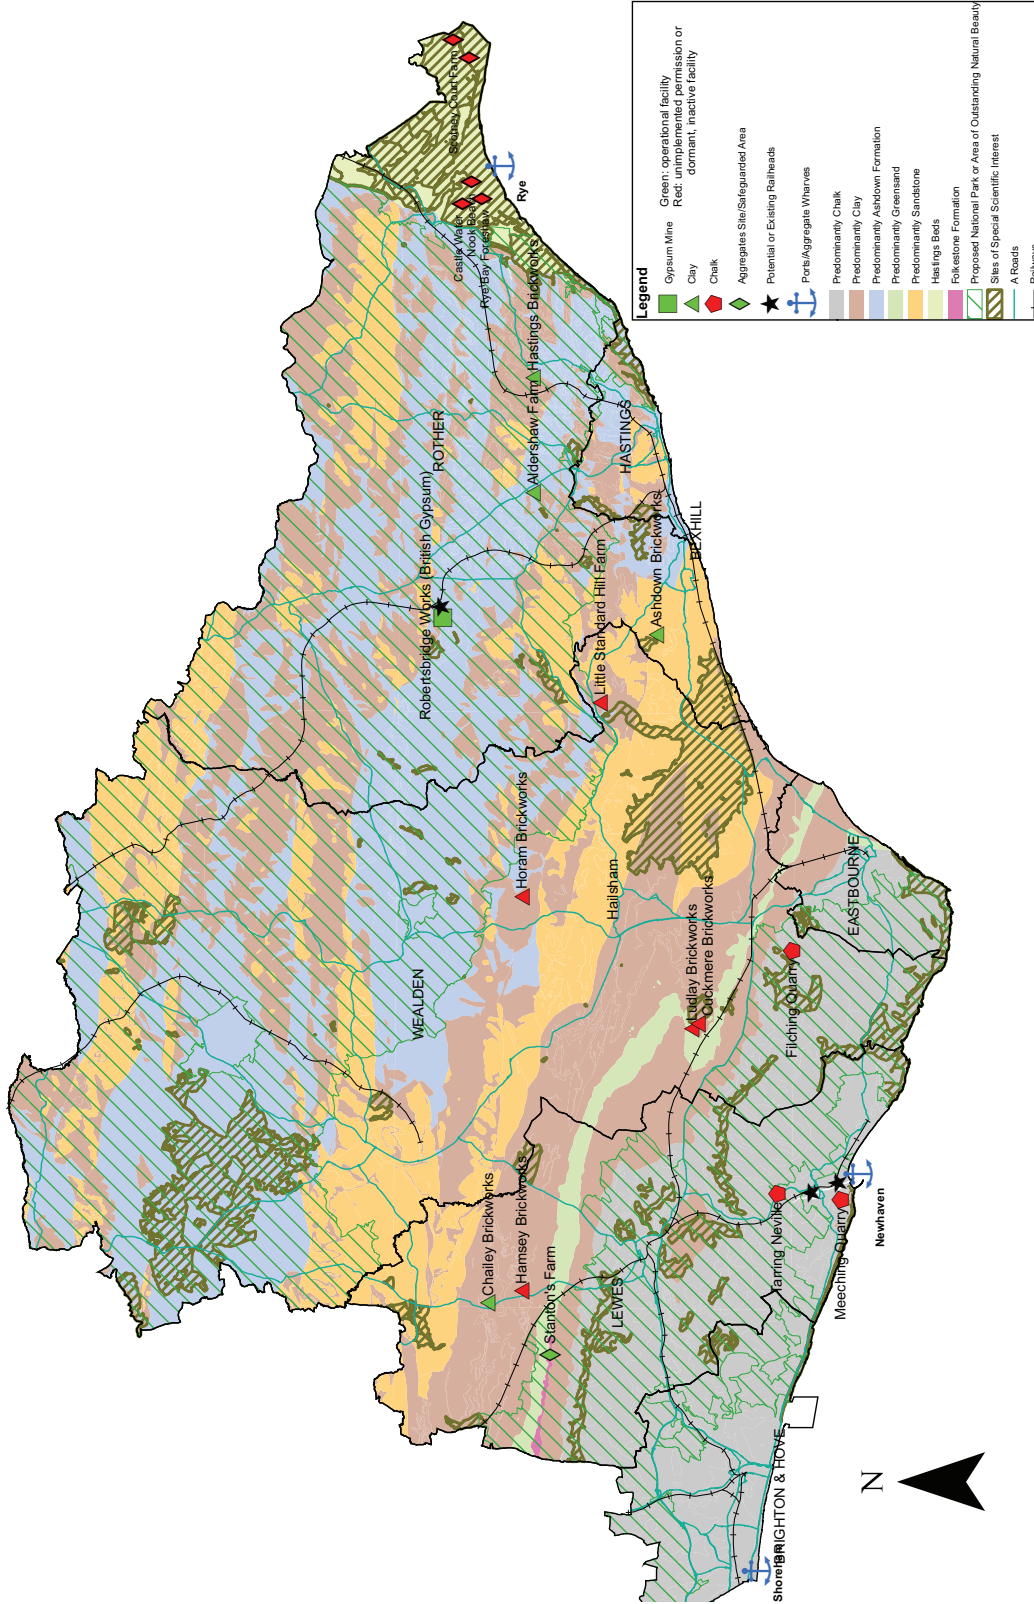 Scotney Court Farm
Rye
Castle Water
Nook Beach
Rye Bay Foreshore
Hastings Brickworks
Aldershaw Farm
ROTHER
HASTINGS
Robertsbridge Works (British Gypsum)
Ashdown Brickworks
BEXHILL
Little Standard Hill Farm
Horam Brickworks
Hailsham
WEALDEN
Ludlay Brickworks
Cuckmere Brickworks
EASTBOURNE
Filching Quarry
Chailey Brickworks
Hamsey Brickworks
Stanton's Farm
LEWES
Tarring Neville
Meeching Quarry
Newhaven
BRIGHTON & HOVE
Shoreham
N
Legend
Gypsum Mine
Green: operational facility
Red: unimplemented permission or
dormant, inactive facility
Clay
Chalk
Aggregates Site/Safeguarded Area
Potential or Existing Railheads
Ports/Aggregate Wharves
Predominantly Chalk
Predominantly Clay
Predominantly Ashdown Formation
Predominantly Greensand
Predominantly Sandstone
Hastings Beds
Folkestone Formation
Proposed National Park or Area of Outstanding Natural Beauty
Sites of Special Scientific Interest
A Roads
Railways